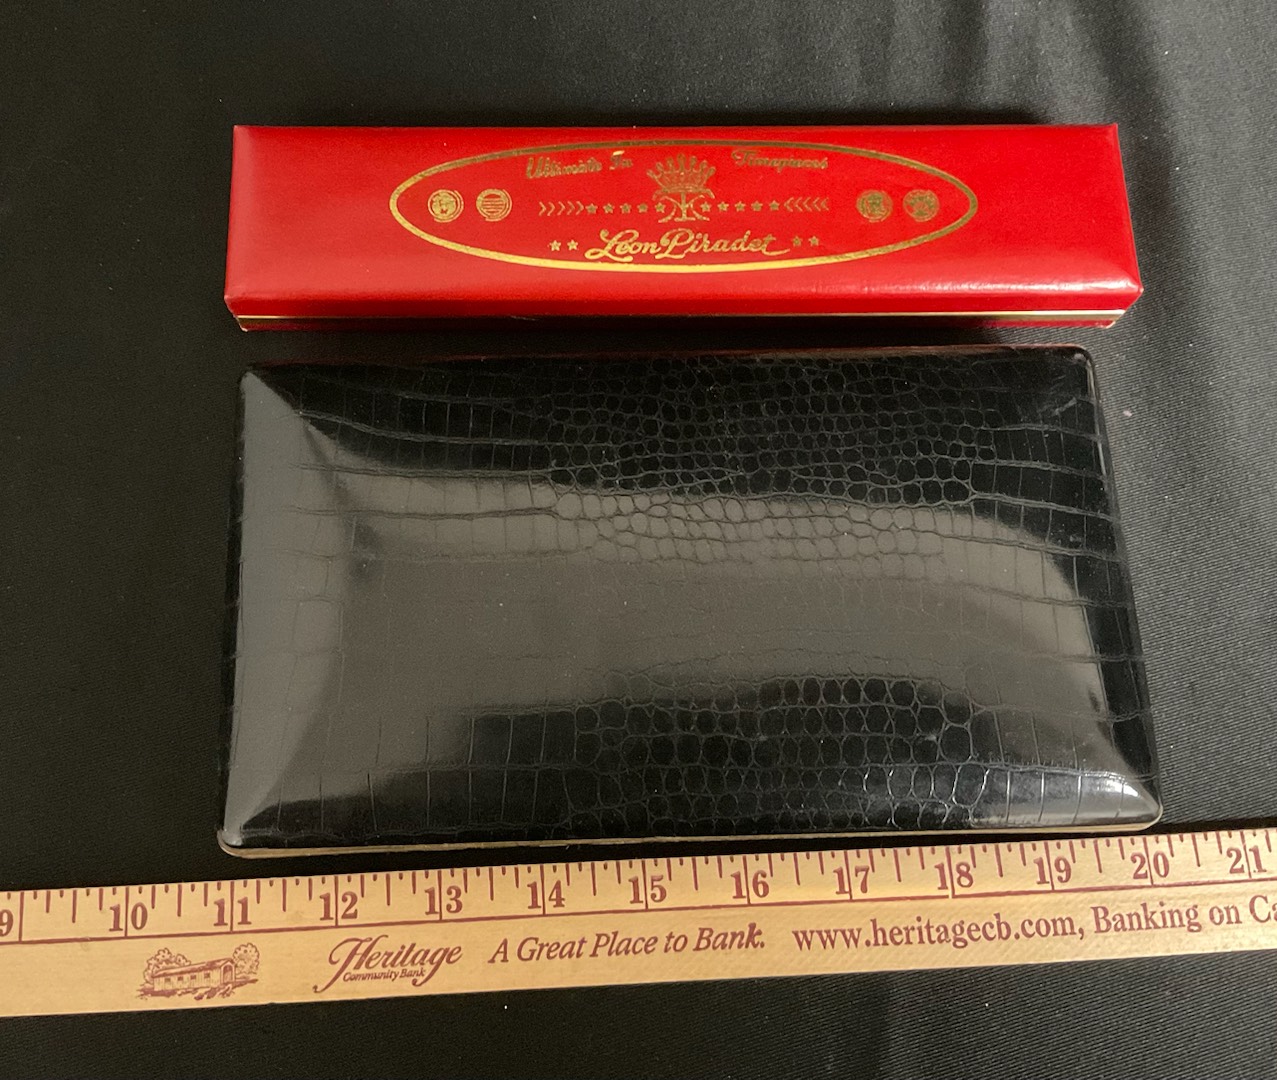 Ultimate In Timepieces
Leon Piradet
9 10 11 12 13 14 15 16 17 18 19 20 21
Heritage A Great Place to Bank. www.heritagecb.com, Banking on Ca
Community Bank